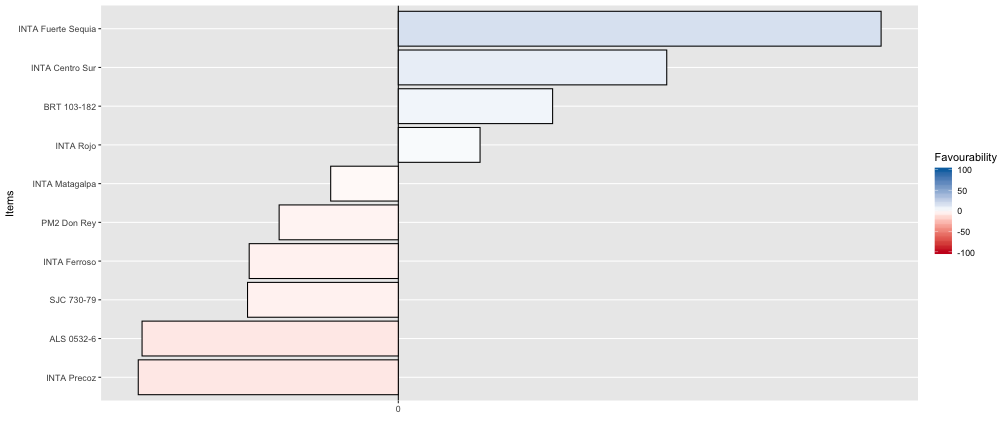 INTA Fuerte Sequia
INTA Centro Sur
BRT 103-182
INTA Rojo
INTA Matagalpa
PM2 Don Rey
INTA Ferroso
SJC 730-79
ALS 0532-6
INTA Precoz
Items
0
Favourability
100
50
0
-50
-100